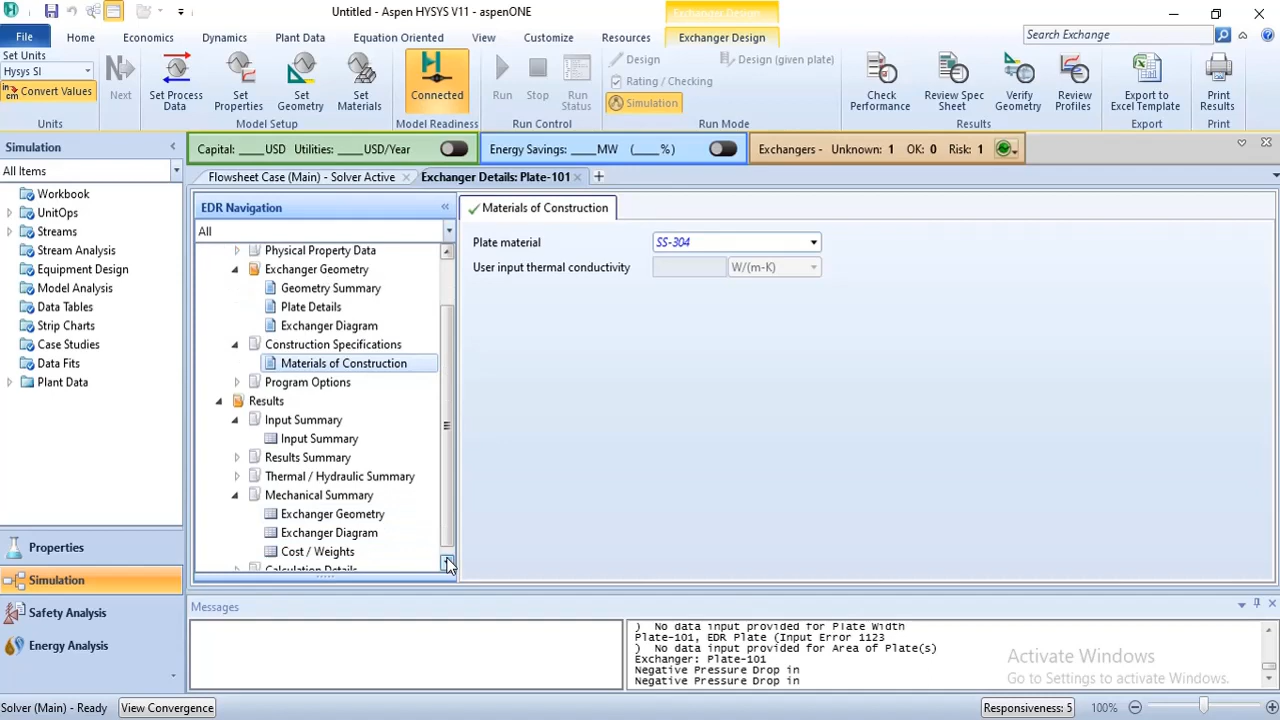 Untitled - Aspen HYSYS V11 - aspenONE
Exchanger Design
File
Home
Economics
Dynamics
Plant Data
Equation Oriented
View
Customize
Resources
Exchanger Design
Search Exchange
Set Units
Hysys SI
Convert Values
Units
Next
Set Process Data
Set Properties
Set Geometry
Set Materials
Model Setup
Connected
Model Readiness
Run
Stop
Run Status
Run Control
Design
Design (given plate)
Rating / Checking
Simulation
Run Mode
Check Performance
Review Spec Sheet
Verify Geometry
Review Profiles
Results
Export to Excel Template
Export
Print Results
Print
Simulation
Capital: ____USD Utilities: ____USD/Year
Energy Savings: ____MW (____%)
Exchangers - Unknown: 1 OK: 0 Risk: 1
All Items
Flowsheet Case (Main) - Solver Active
Exchanger Details: Plate-101
Workbook
UnitOps
Streams
Stream Analysis
Equipment Design
Model Analysis
Data Tables
Strip Charts
Case Studies
Data Fits
Plant Data
EDR Navigation
All
Physical Property Data
Exchanger Geometry
Geometry Summary
Plate Details
Exchanger Diagram
Construction Specifications
Materials of Construction
Program Options
Results
Input Summary
Input Summary
Results Summary
Thermal / Hydraulic Summary
Mechanical Summary
Exchanger Geometry
Exchanger Diagram
Cost / Weights
Calculation Details
Materials of Construction
Plate material
SS-304
User input thermal conductivity
W/(m-K)
Properties
Simulation
Safety Analysis
Energy Analysis
Messages
) No data input provided for Plate Width
Plate-101, EDR Plate (Input Error 1123
) No data input provided for Area of Plate(s)
Exchanger: Plate-101
Negative Pressure Drop in
Negative Pressure Drop in
Activate Windows
Go to Settings to activate Windows.
Solver (Main) - Ready
View Convergence
Responsiveness: 5
100%